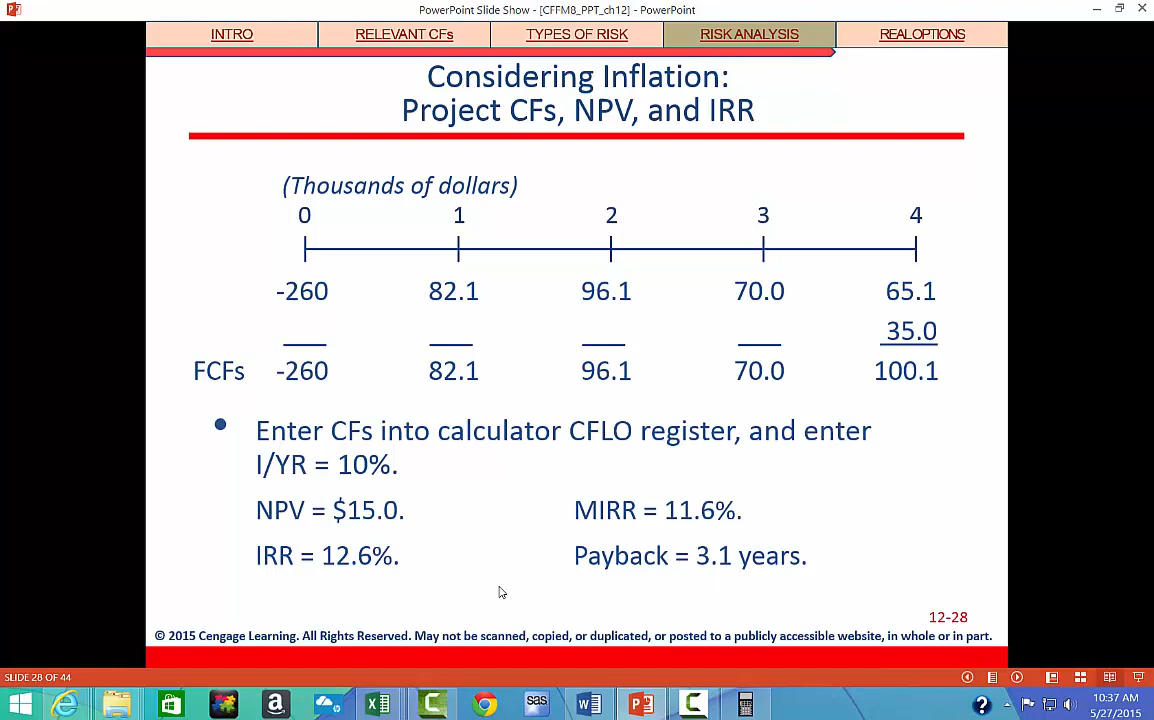 PowerPoint Slide Show - [CFFM8_PPT_ch12] - PowerPoint
INTRO RELEVANT CFs TYPES OF RISK RISK ANALYSIS REAL OPTIONS
Considering Inflation:
Project CFs, NPV, and IRR
(Thousands of dollars)
0 1 2 3 4
-260 82.1 96.1 70.0 65.1
35.0
FCFs -260 82.1 96.1 70.0 100.1
• Enter CFs into calculator CFLO register, and enter
I/YR = 10%.
NPV = $15.0. MIRR = 11.6%.
IRR = 12.6%. Payback = 3.1 years.
12-28
© 2015 Cengage Learning. All Rights Reserved. May not be scanned, copied, or duplicated, or posted to a publicly accessible website, in whole or in part.
SLIDE 28 OF 44
10:37 AM
5/27/2015
sas